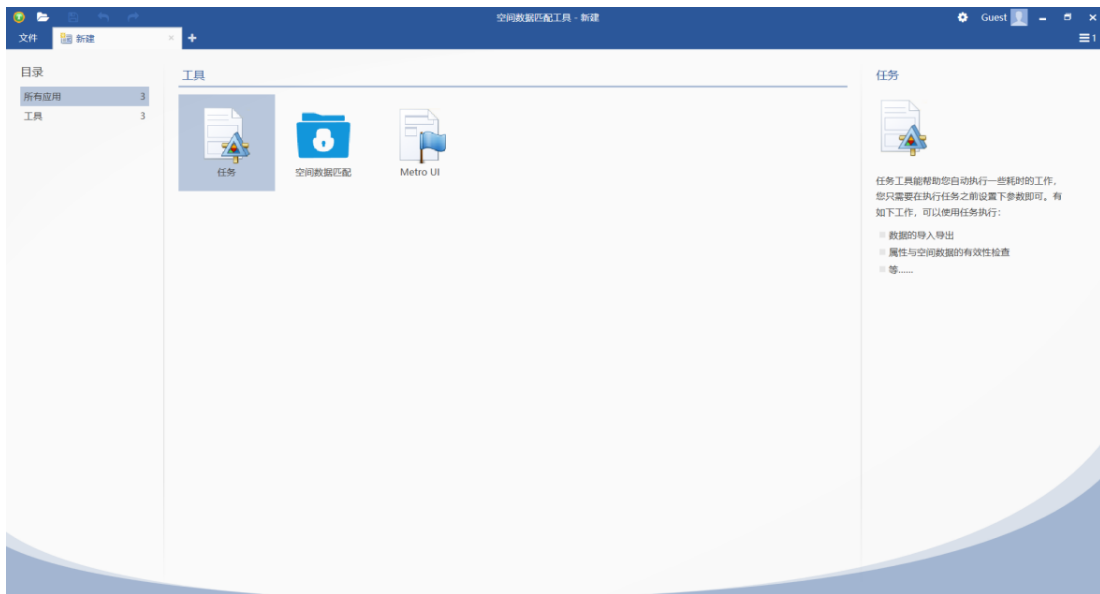 空间数据匹配工具 - 新建
Guest
文件
新建
1
目录
所有应用 3
工具 3
工具
任务
空间数据匹配
Metro UI
任务
任务工具能帮助您自动执行一些耗时的工作,
您只需要在执行任务之前设置下参数即可。有
如下工作，可以使用任务执行：
数据的导入导出
属性与空间数据的有效性检查
等......